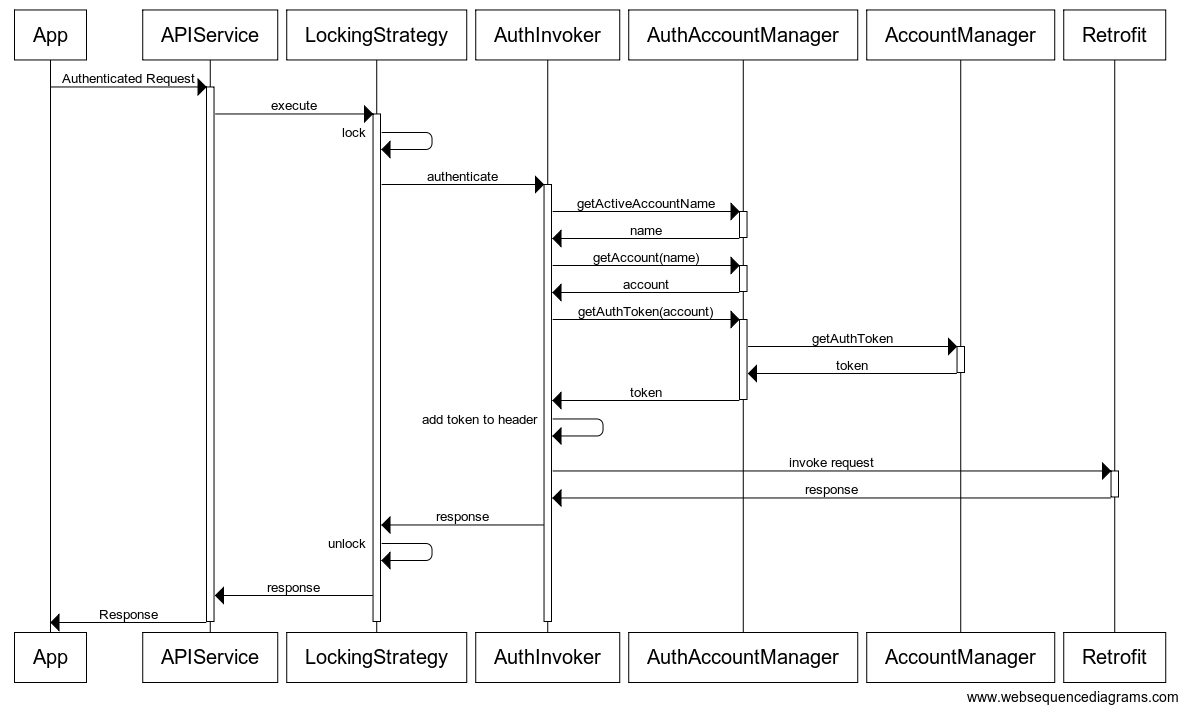 App APIService LockingStrategy AuthInvoker AuthAccountManager AccountManager Retrofit
Authenticated Request
execute
lock
authenticate
getActiveAccountName
name
getAccount(name)
account
getAuthToken(account)
getAuthToken
token
token
add token to header
invoke request
response
response
unlock
response
Response
App APIService LockingStrategy AuthInvoker AuthAccountManager AccountManager Retrofit
www.websequencediagrams.com